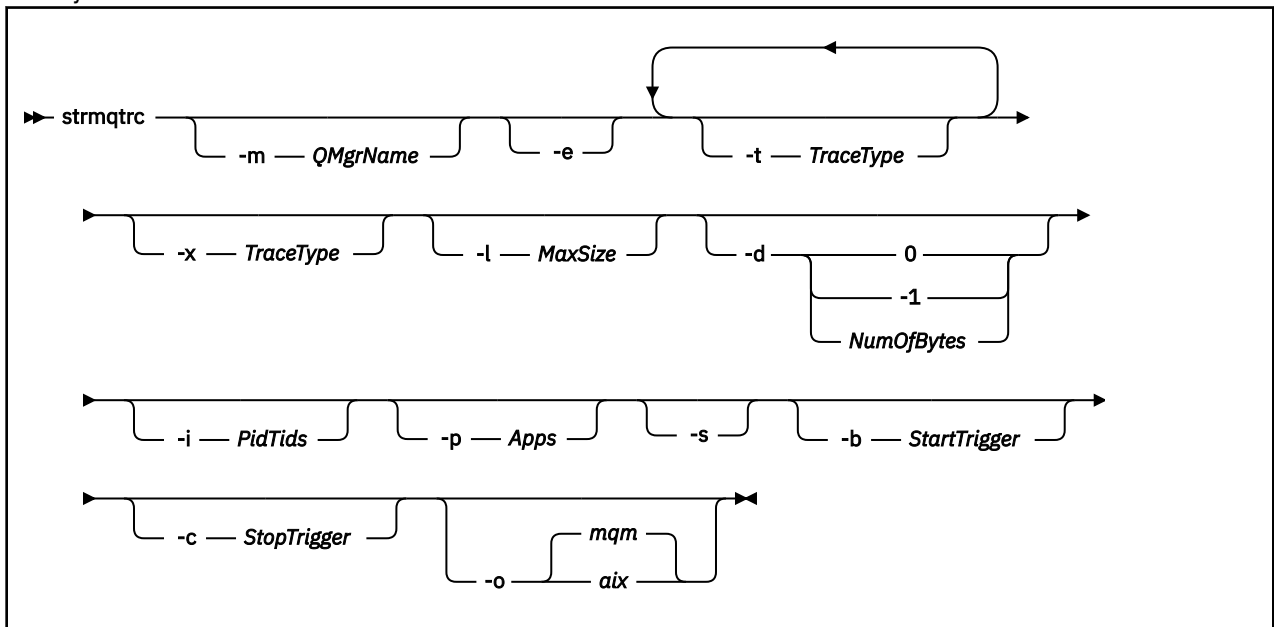 strmqtrc -m QMgrName -e -t TraceType
-x TraceType -l MaxSize -d 0
-1
NumOfBytes
-i PidTids -p Apps -s -b StartTrigger
-c StopTrigger -o mqm
aix